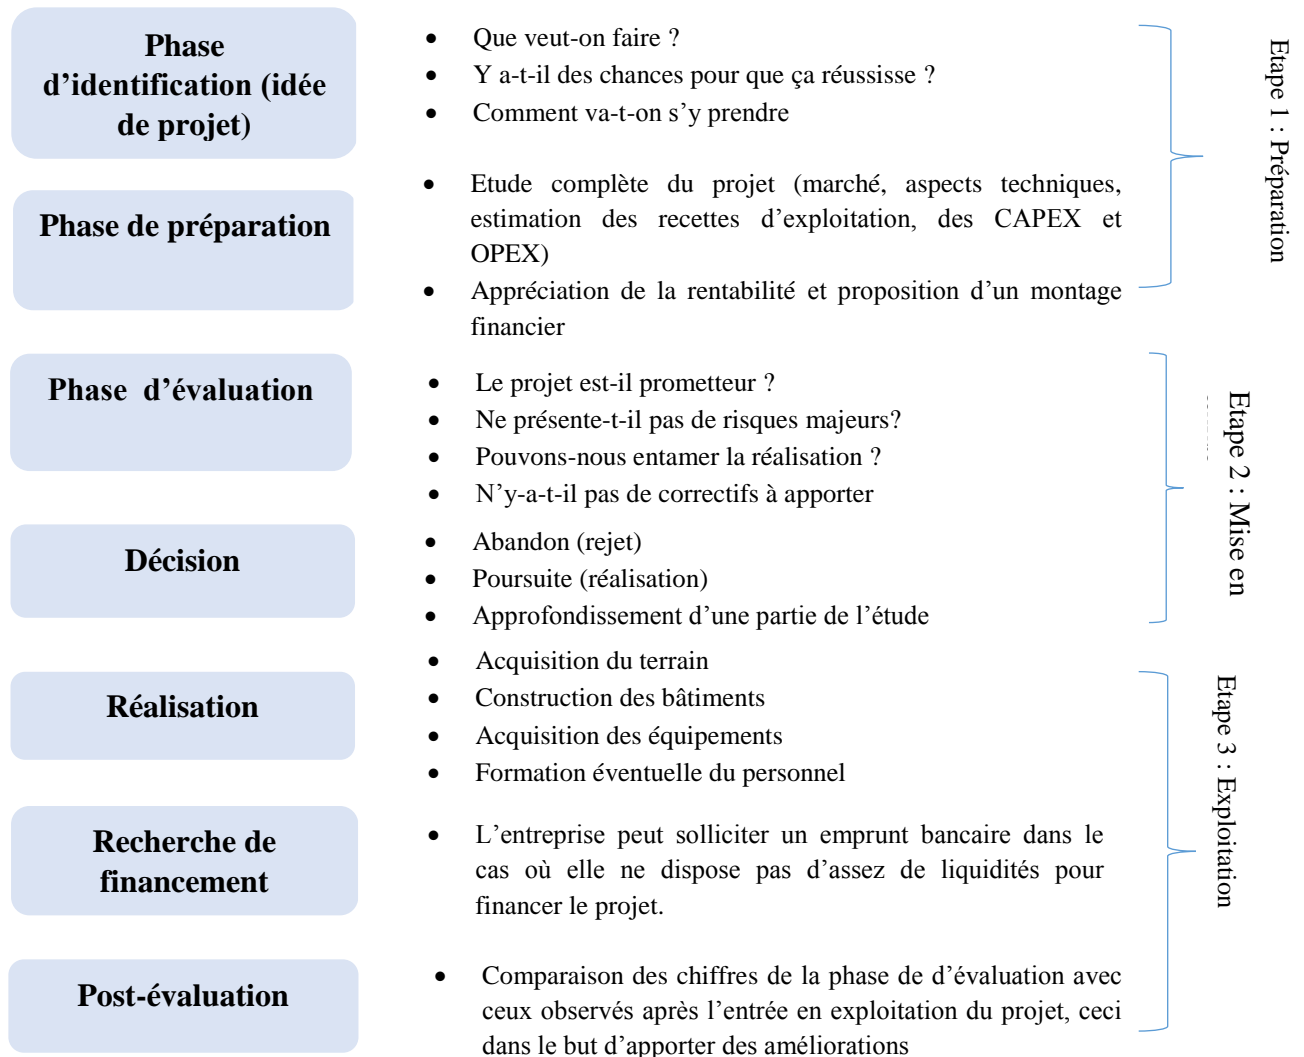 Phase
d’identification (idée
de projet)
• Que veut-on faire ?
• Y a-t-il des chances pour que ça réussisse ?
• Comment va-t-on s’y prendre
Phase de préparation
• Etude complète du projet (marché, aspects techniques,
estimation des recettes d’exploitation, des CAPEX et
OPEX)
• Appréciation de la rentabilité et proposition d’un montage
financier
Etape 1 : Préparation
Phase d’évaluation
• Le projet est-il prometteur ?
• Ne présente-t-il pas de risques majeurs?
• Pouvons-nous entamer la réalisation ?
• N’y-a-t-il pas de correctifs à apporter
Décision
• Abandon (rejet)
• Poursuite (réalisation)
• Approfondissement d’une partie de l’étude
Etape 2 : Mise en
Réalisation
• Acquisition du terrain
• Construction des bâtiments
• Acquisition des équipements
• Formation éventuelle du personnel
Recherche de
financement
• L’entreprise peut solliciter un emprunt bancaire dans le
cas où elle ne dispose pas d’assez de liquidités pour
financer le projet.
Post-évaluation
• Comparaison des chiffres de la phase de d’évaluation avec
ceux observés après l’entrée en exploitation du projet, ceci
dans le but d’apporter des améliorations
Etape 3 : Exploitation